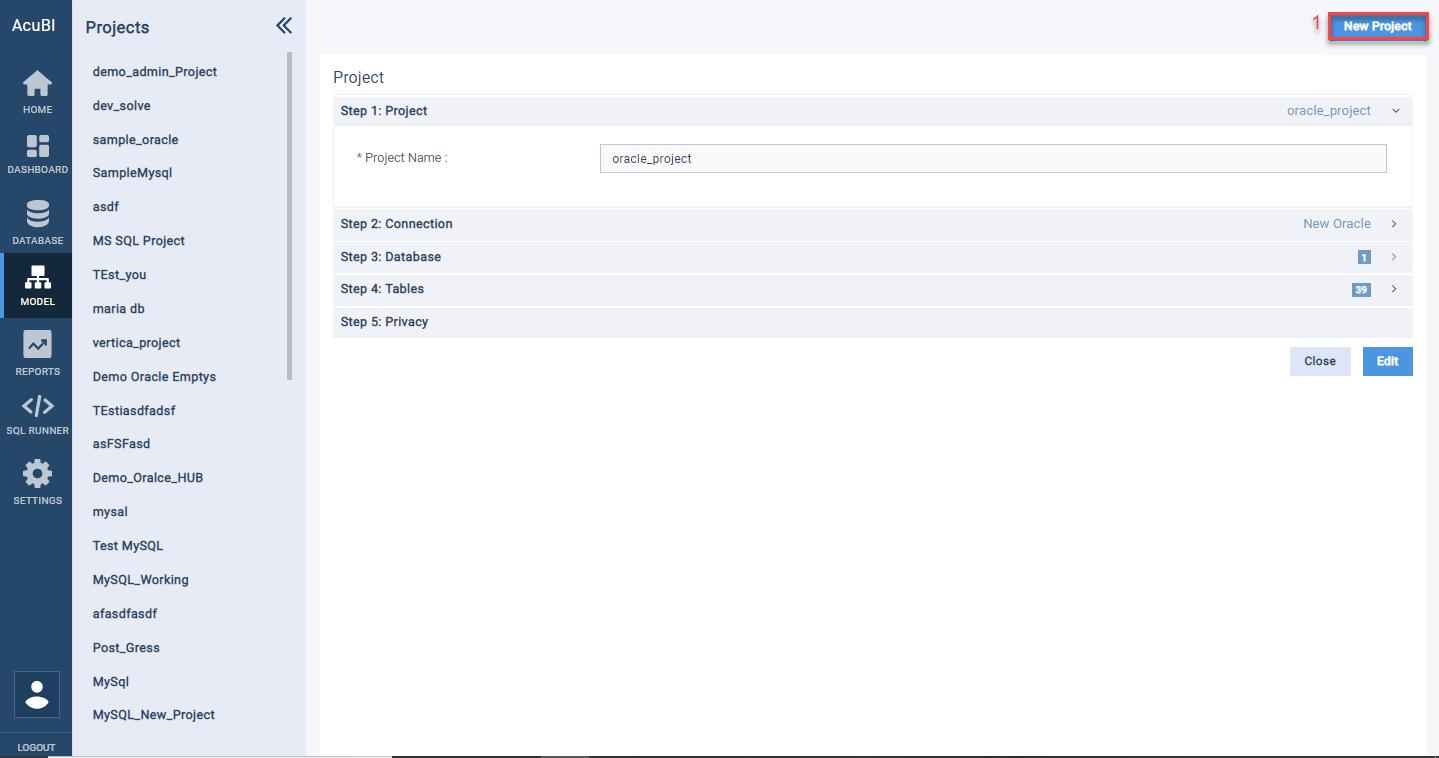 AcuBI
HOME
DASHBOARD
DATABASE
MODEL
REPORTS
SQL RUNNER
SETTINGS
LOGOUT
Projects
demo_admin_Project
dev_solve
sample_oracle
SampleMysql
asdf
MS SQL Project
TEst_you
maria db
vertica_project
Demo Oracle Emptys
TEstiasdfadsf
asFSFasd
Demo_Oralce_HUB
mysal
Test MySQL
MySQL_Working
afasdfasdf
Post_Gress
MySql
MySQL_New_Project
1 New Project
Project
Step 1: Project oracle_project
* Project Name : oracle_project
Step 2: Connection New Oracle
Step 3: Database 1
Step 4: Tables 39
Step 5: Privacy
Close Edit